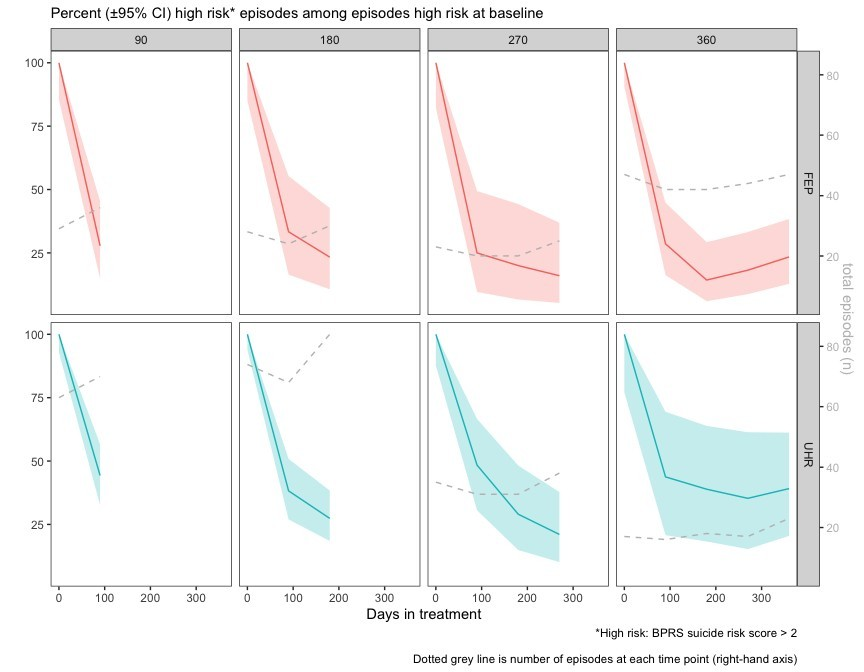 Percent (±95% CI) high risk* episodes among episodes high risk at baseline
90 180 270 360
100
75
50
25
80
60
40
20
FEP
100
75
50
25
80
60
40
20
UHR
total episodes (n)
0 100 200 300 0 100 200 300 0 100 200 300 0 100 200 300
Days in treatment
*High risk: BPRS suicide risk score > 2
Dotted grey line is number of episodes at each time point (right-hand axis)